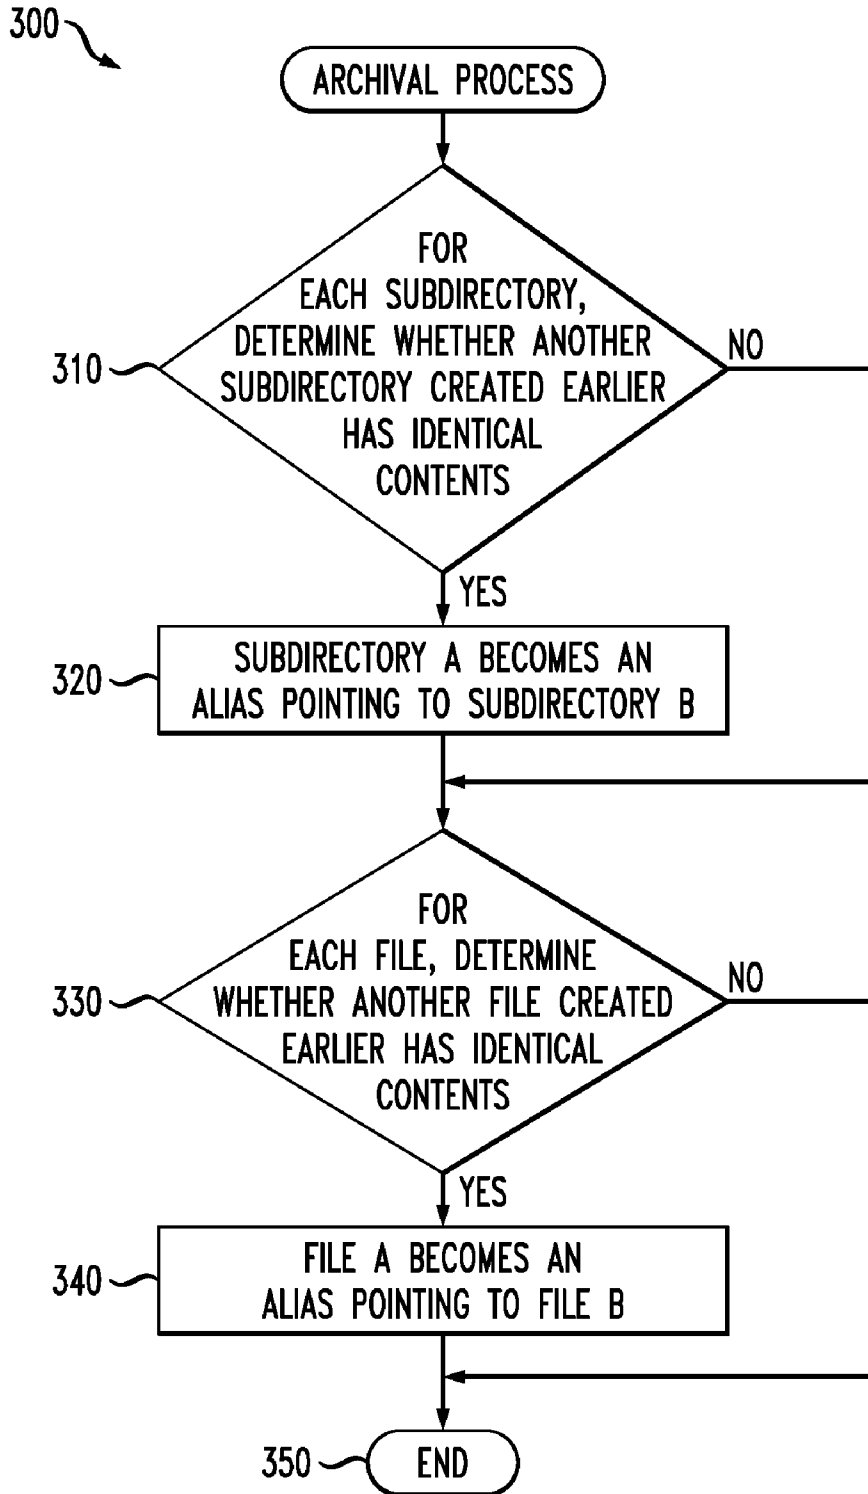 300
ARCHIVAL PROCESS
FOR
EACH SUBDIRECTORY,
DETERMINE WHETHER ANOTHER
SUBDIRECTORY CREATED EARLIER
HAS IDENTICAL
CONTENTS
310
NO
YES
320
SUBDIRECTORY A BECOMES AN
ALIAS POINTING TO SUBDIRECTORY B
FOR
EACH FILE, DETERMINE
WHETHER ANOTHER FILE CREATED
EARLIER HAS IDENTICAL
CONTENTS
330
NO
YES
340
FILE A BECOMES AN
ALIAS POINTING TO FILE B
350
END